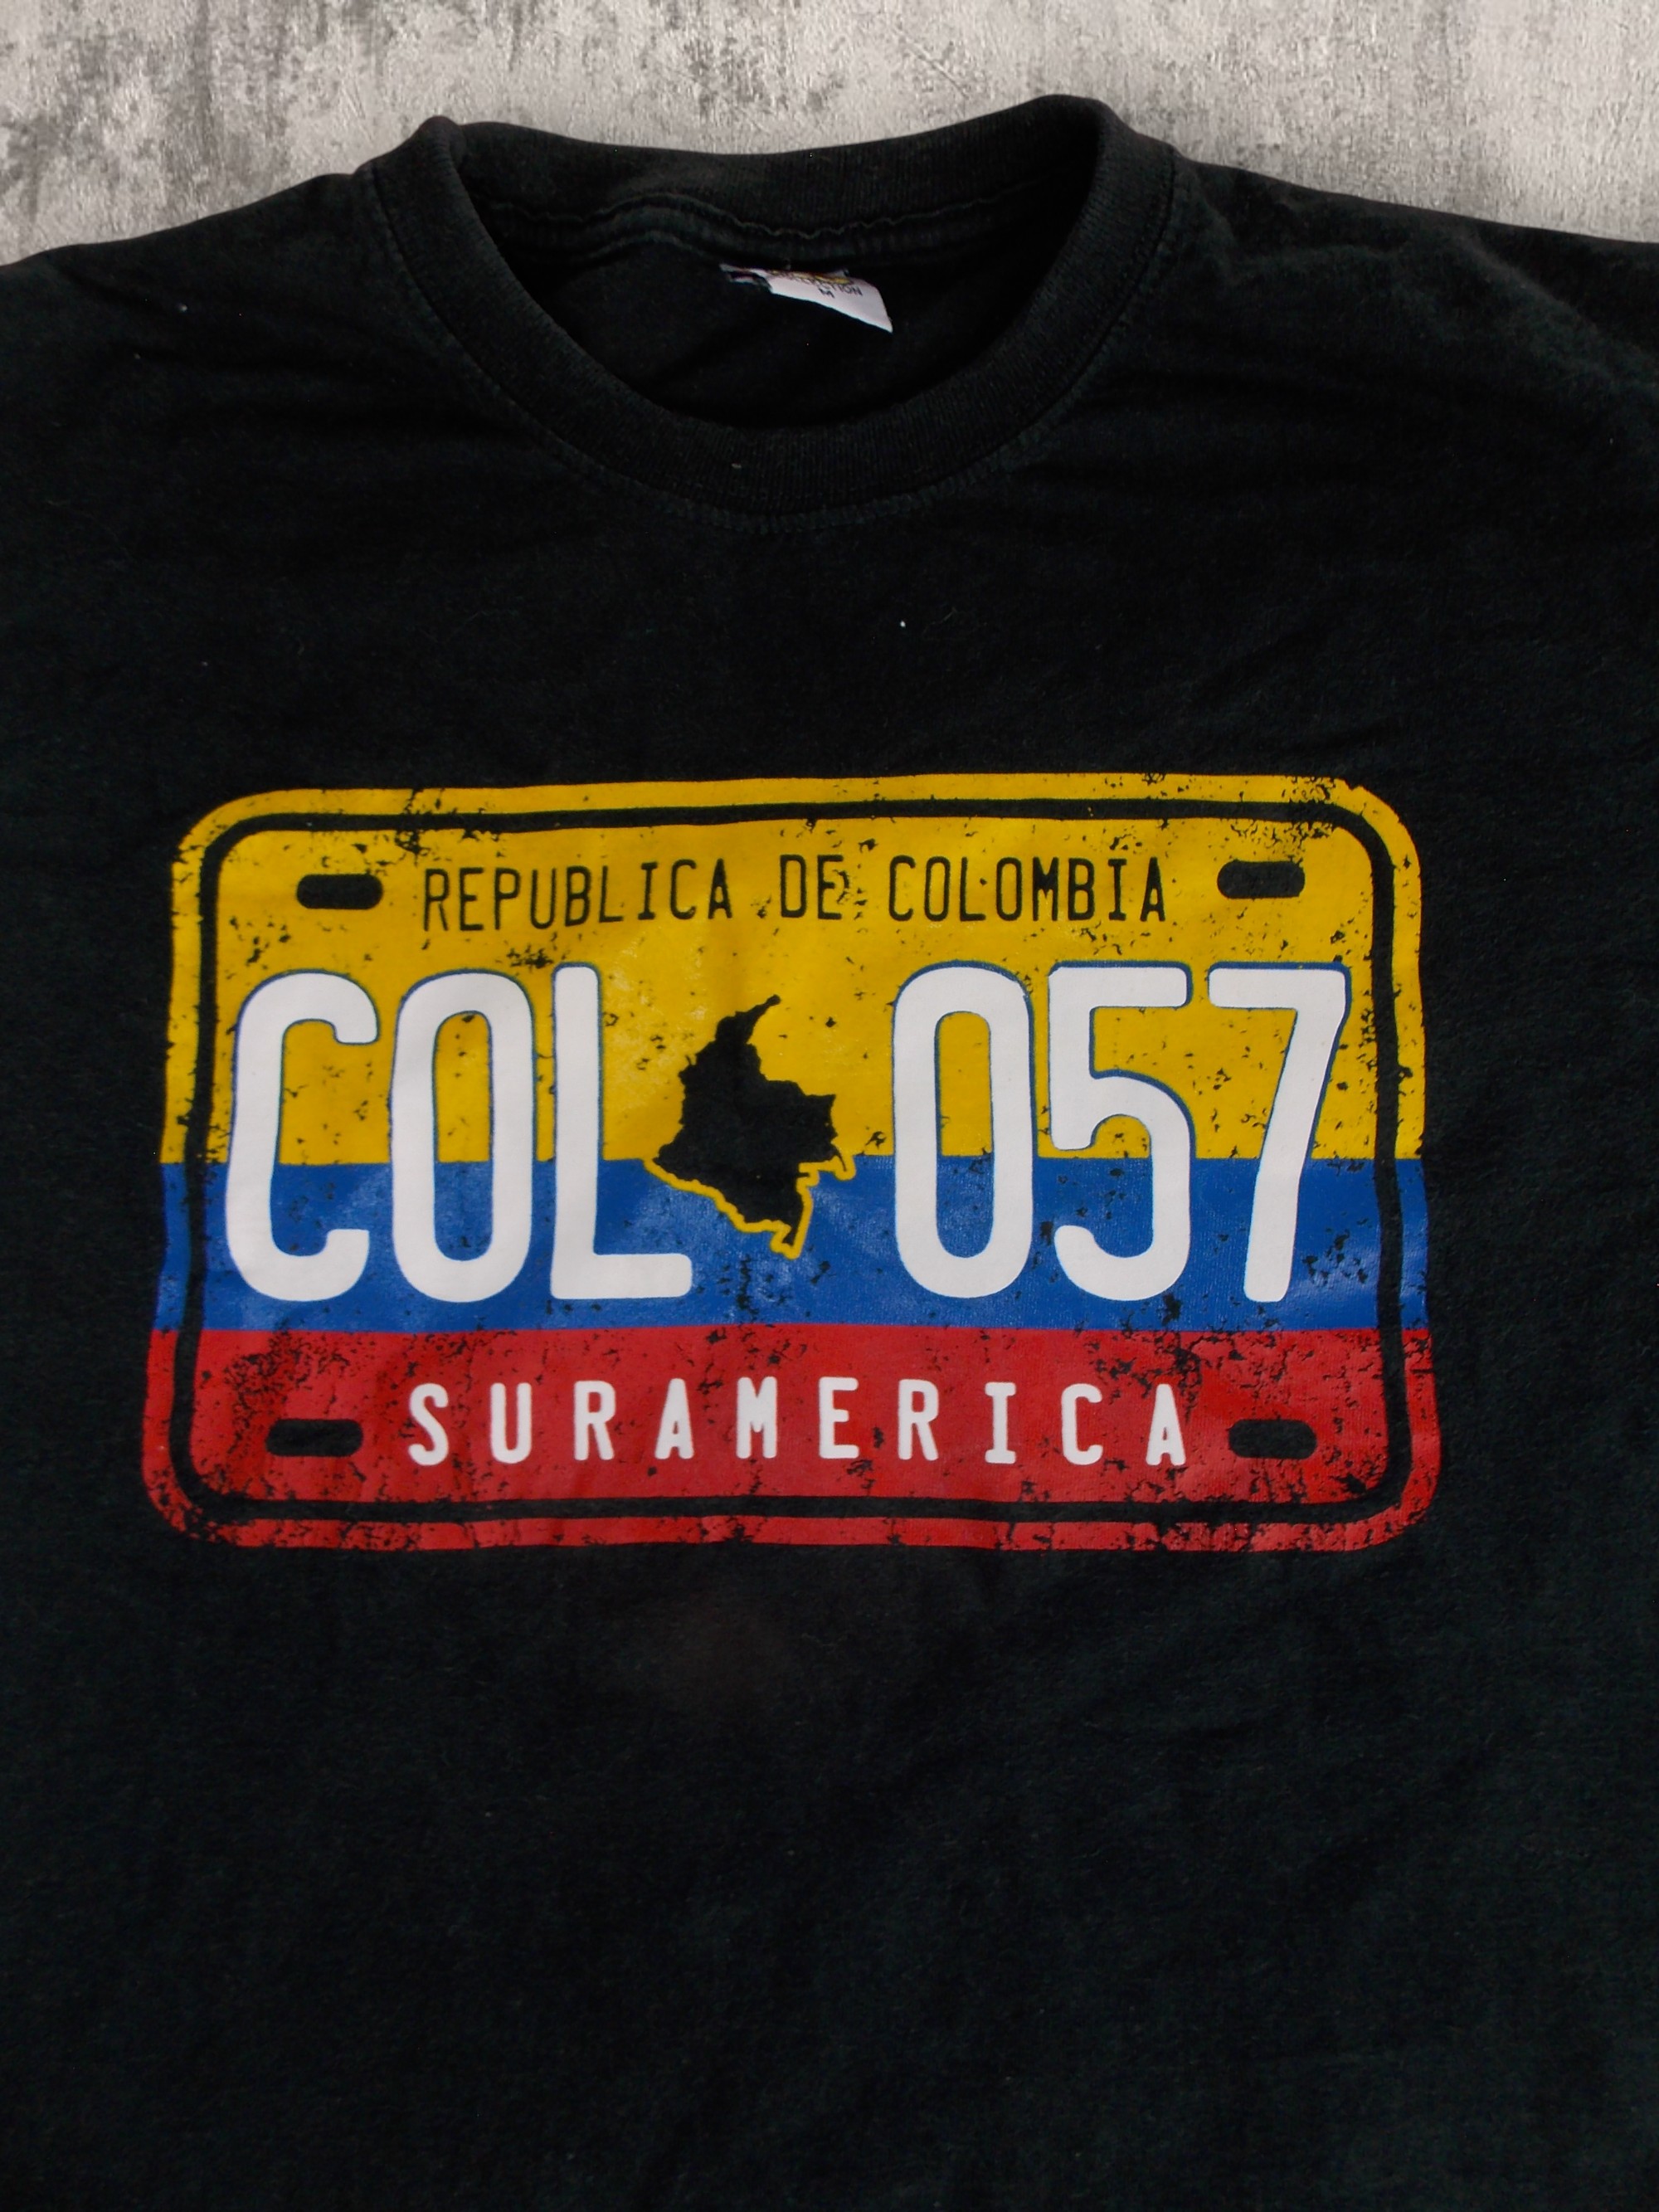 M
REPUBLICA DE COLOMBIA
COL 057
SURAMERICA